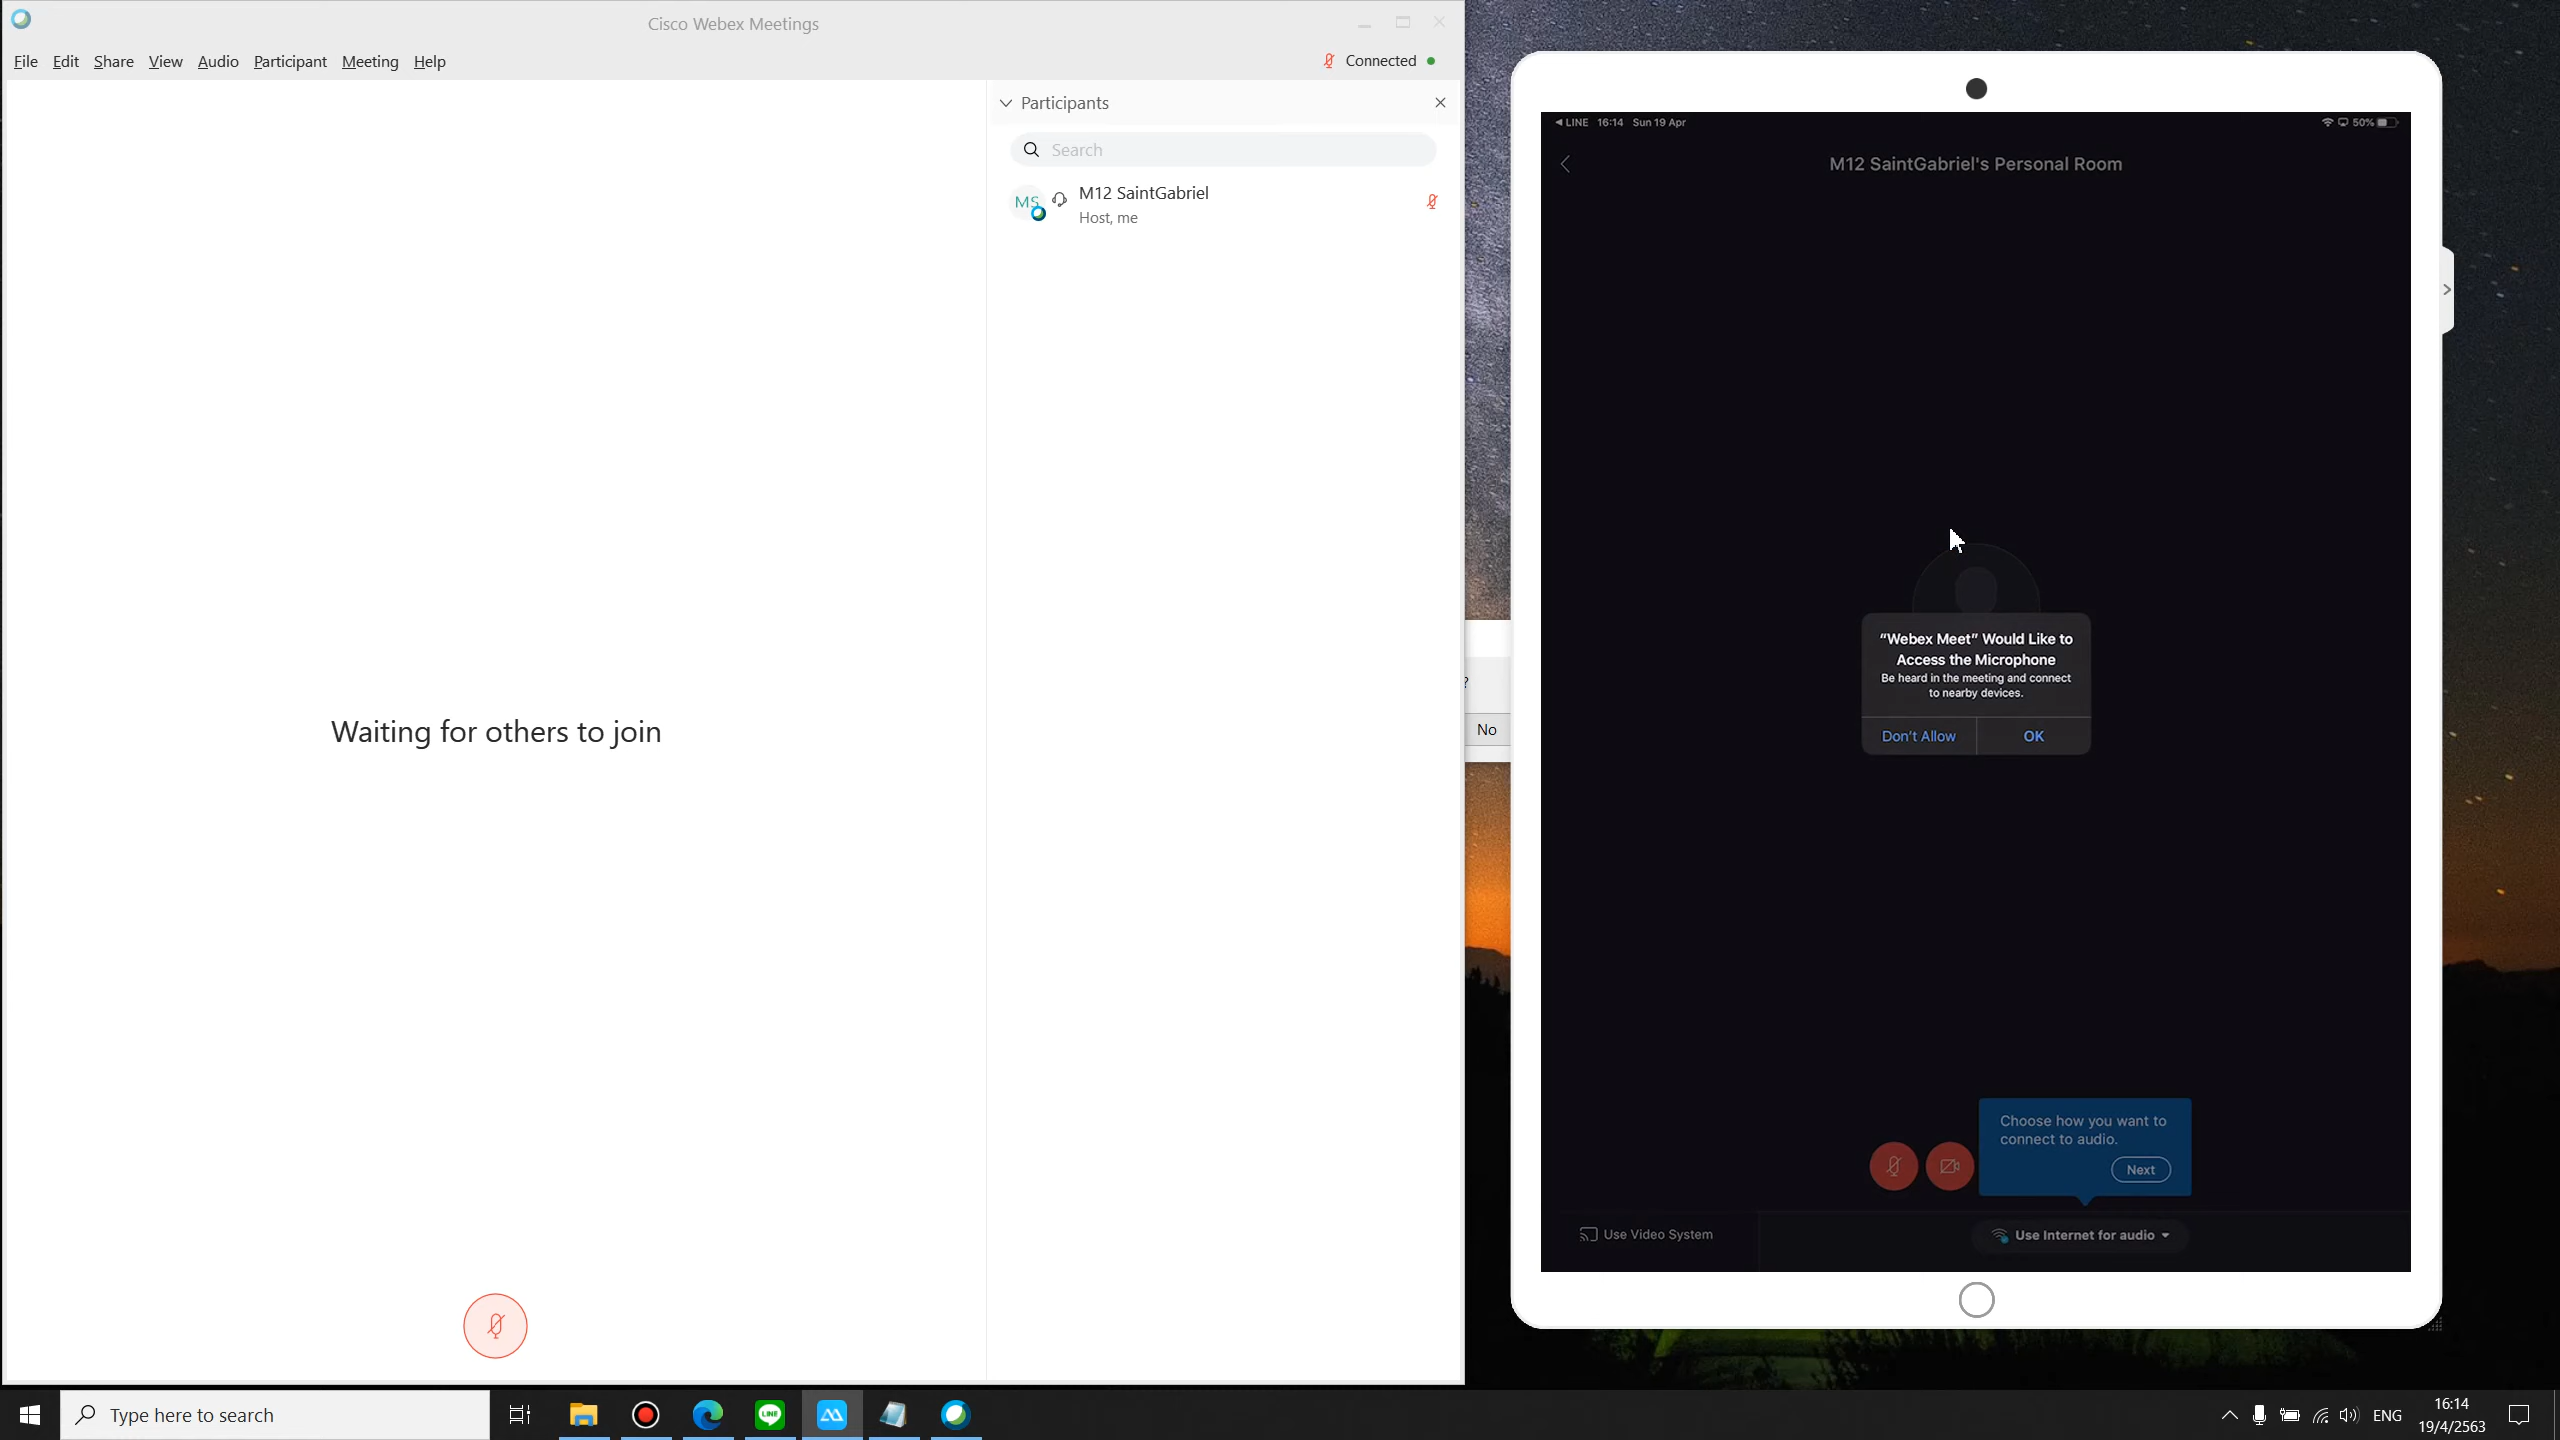 Cisco Webex Meetings
File Edit Share View Audio Participant Meeting Help
Connected
Participants
Search
MS
M12 SaintGabriel
Host, me
Waiting for others to join
?
No
LINE 16:14 Sun 19 Apr
50%
M12 SaintGabriel's Personal Room
“Webex Meet” Would Like to
Access the Microphone
Be heard in the meeting and connect
to nearby devices.
Don't Allow
OK
Choose how you want to
connect to audio.
Next
Use Video System
Use Internet for audio
Type here to search
LINE
ENG
16:14
19/4/2563